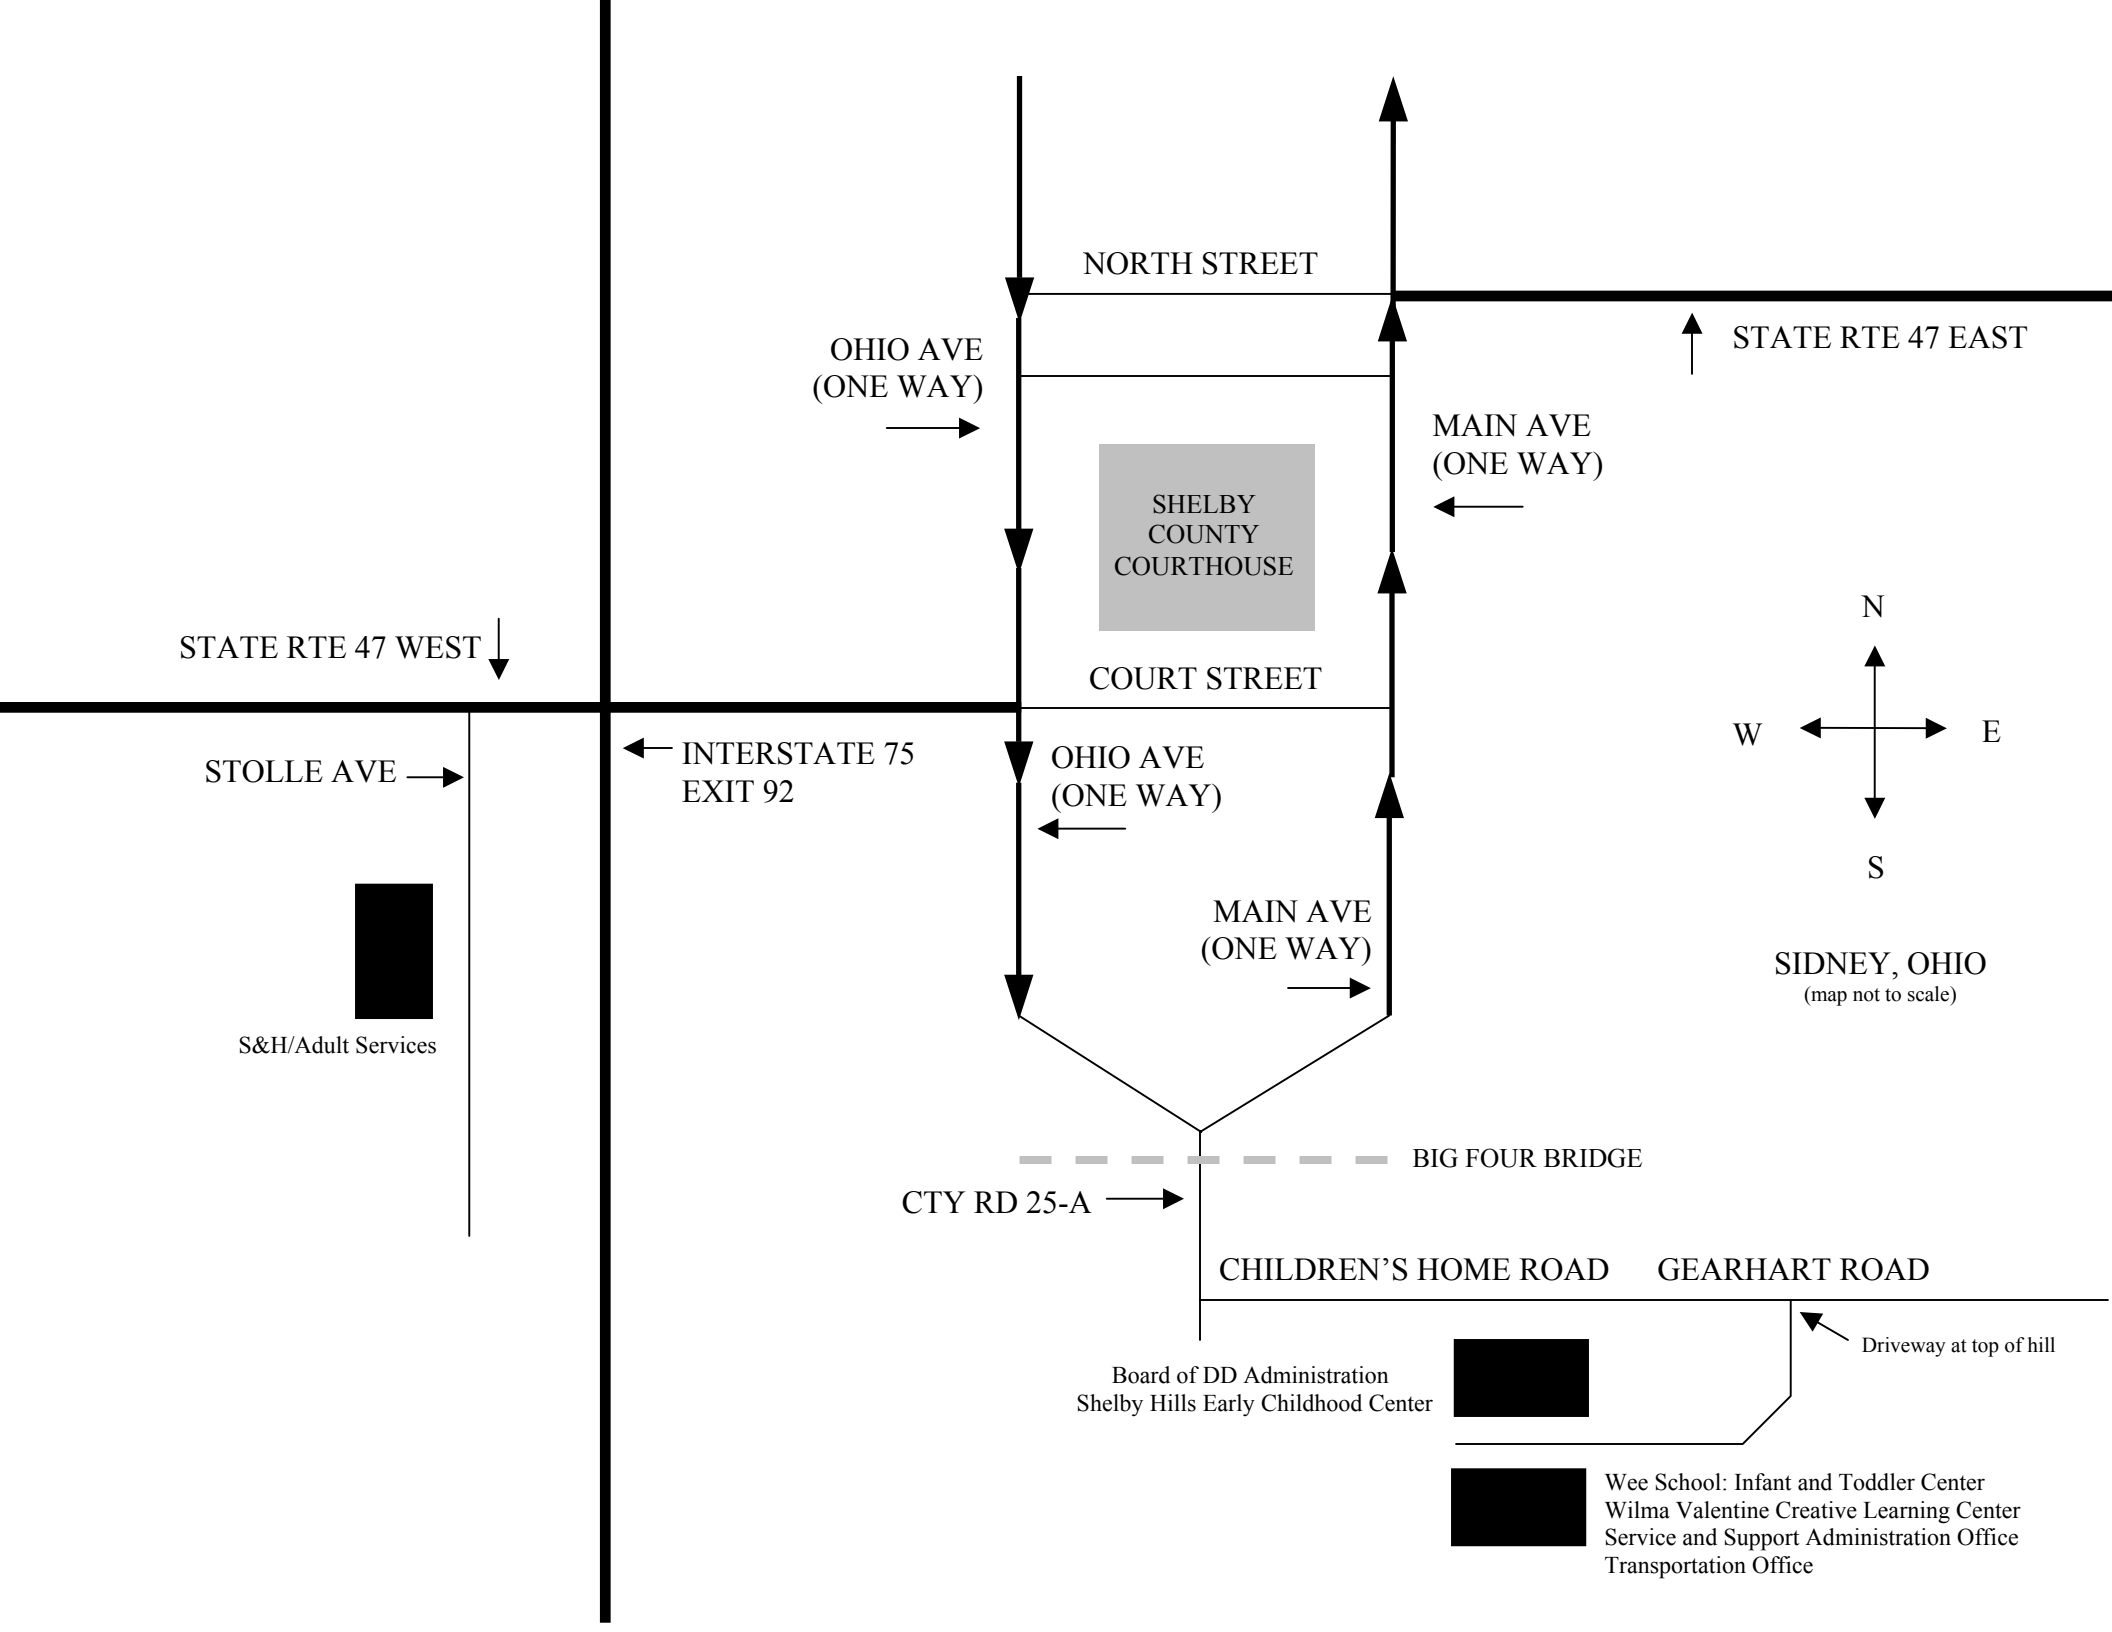 NORTH STREET
STATE RTE 47 EAST
OHIO AVE
(ONE WAY)
MAIN AVE
(ONE WAY)
SHELBY
COUNTY
COURTHOUSE
N
STATE RTE 47 WEST
COURT STREET
W
E
STOLLE AVE
INTERSTATE 75
EXIT 92
OHIO AVE
(ONE WAY)
S
MAIN AVE
(ONE WAY)
SIDNEY, OHIO
(map not to scale)
S&H/Adult Services
BIG FOUR BRIDGE
CTY RD 25-A
CHILDREN’S HOME ROAD
GEARHART ROAD
Driveway at top of hill
Board of DD Administration
Shelby Hills Early Childhood Center
Wee School: Infant and Toddler Center
Wilma Valentine Creative Learning Center
Service and Support Administration Office
Transportation Office